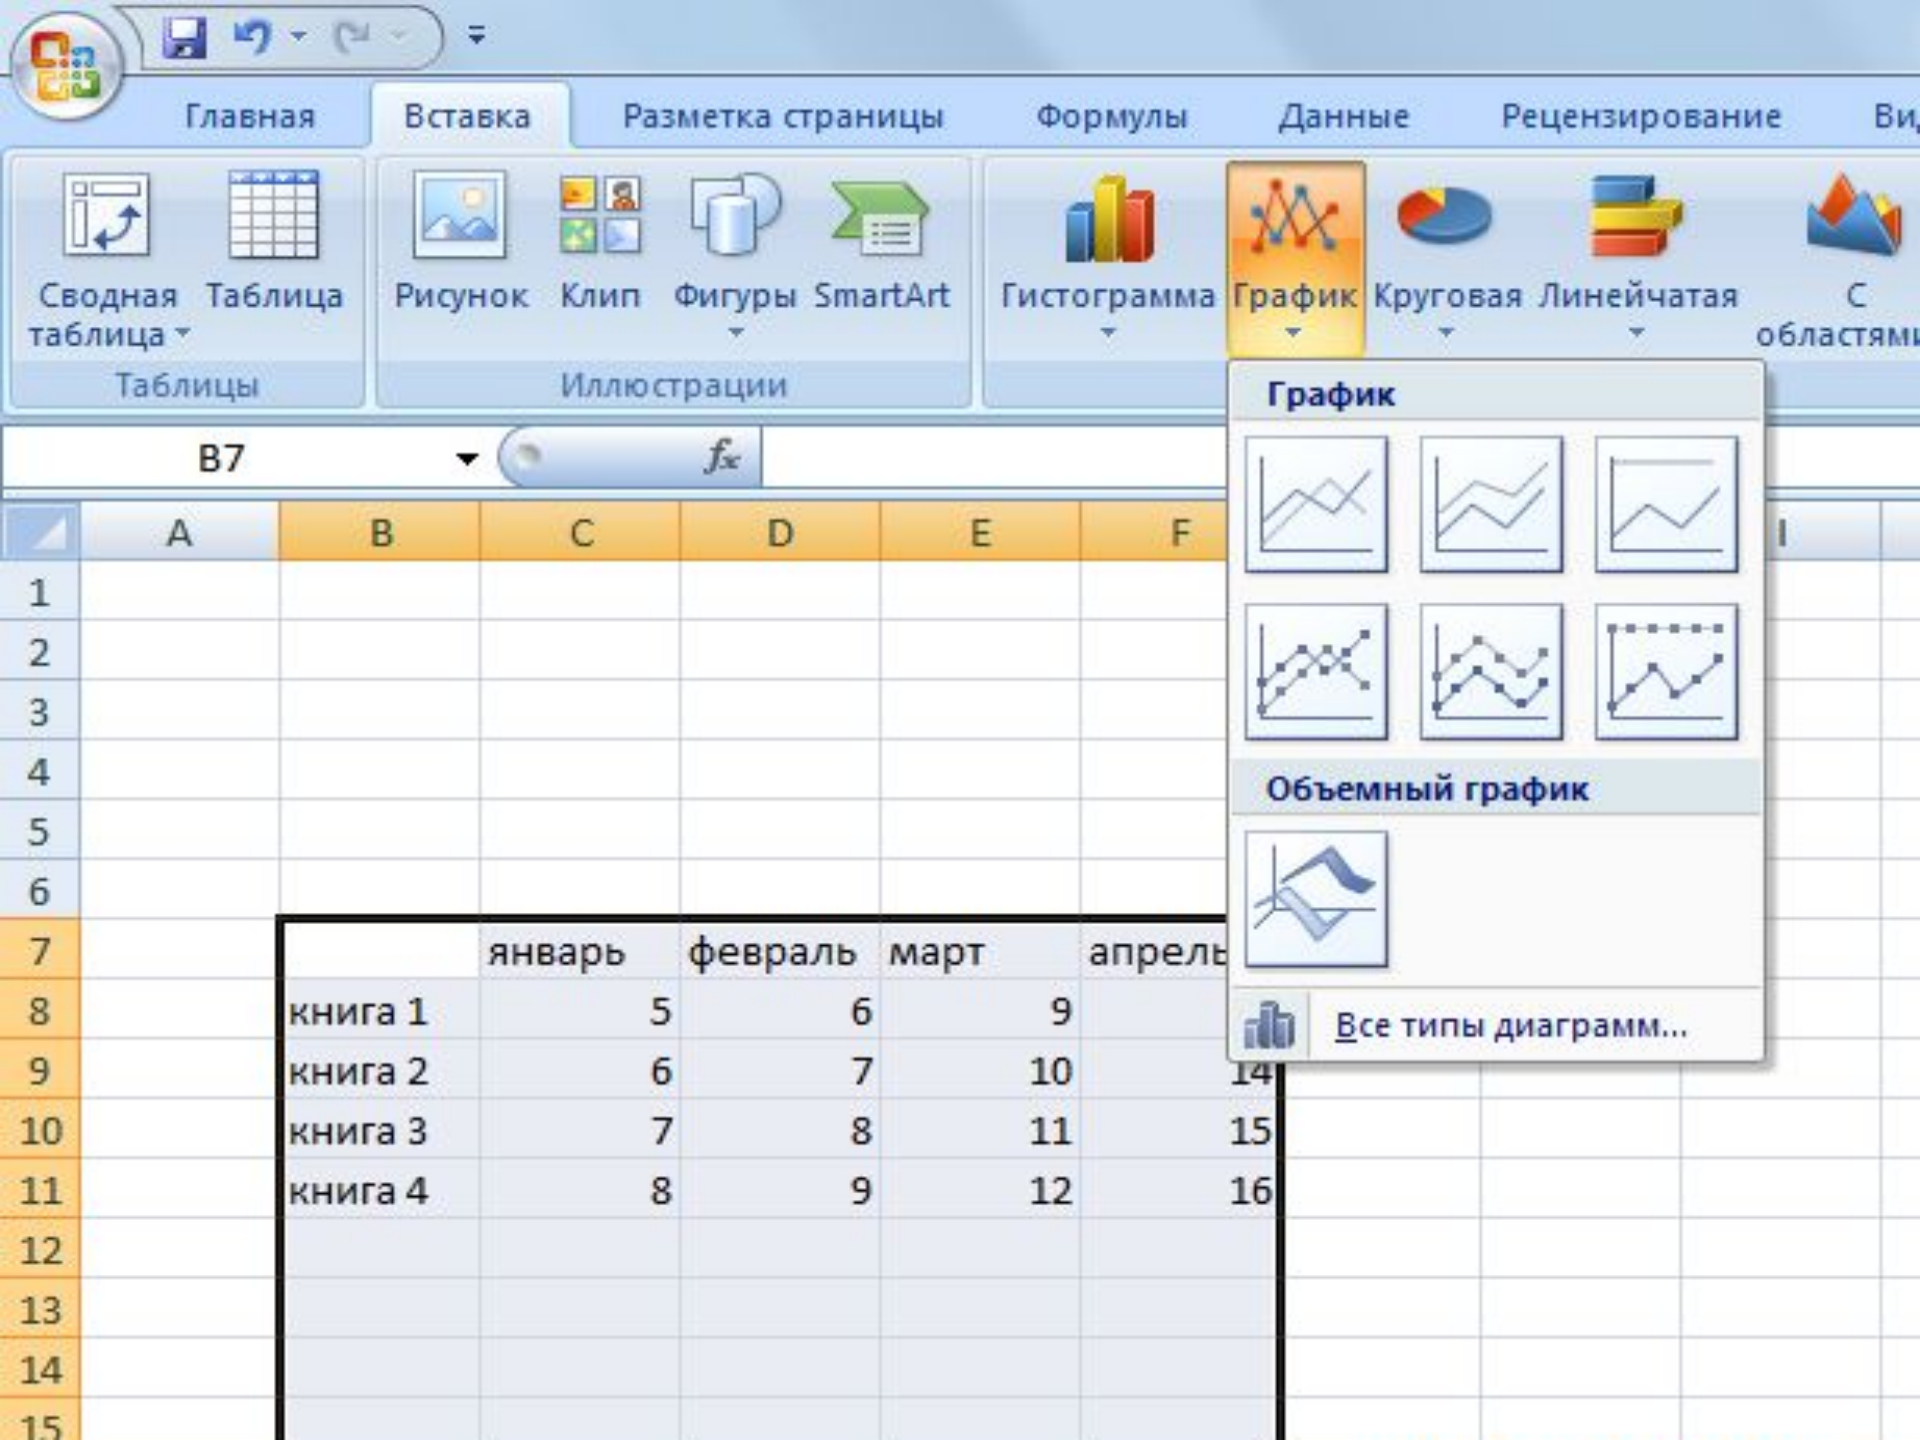 Главная Вставка Разметка страницы Формулы Данные Рецензирование
Сводная таблица Таблица Рисунок Клип Фигуры SmartArt Гистограмма График Круговая Линейчатая С областями
Таблицы Иллюстрации
График
B7 fx
A B C D E F I
1
2
3
4
5
6
Объемный график
7 январь февраль март апрель
8 книга 1 5 6 9
Все типы диаграмм...
9 книга 2 6 7 10 14
10 книга 3 7 8 11 15
11 книга 4 8 9 12 16
12
13
14
15